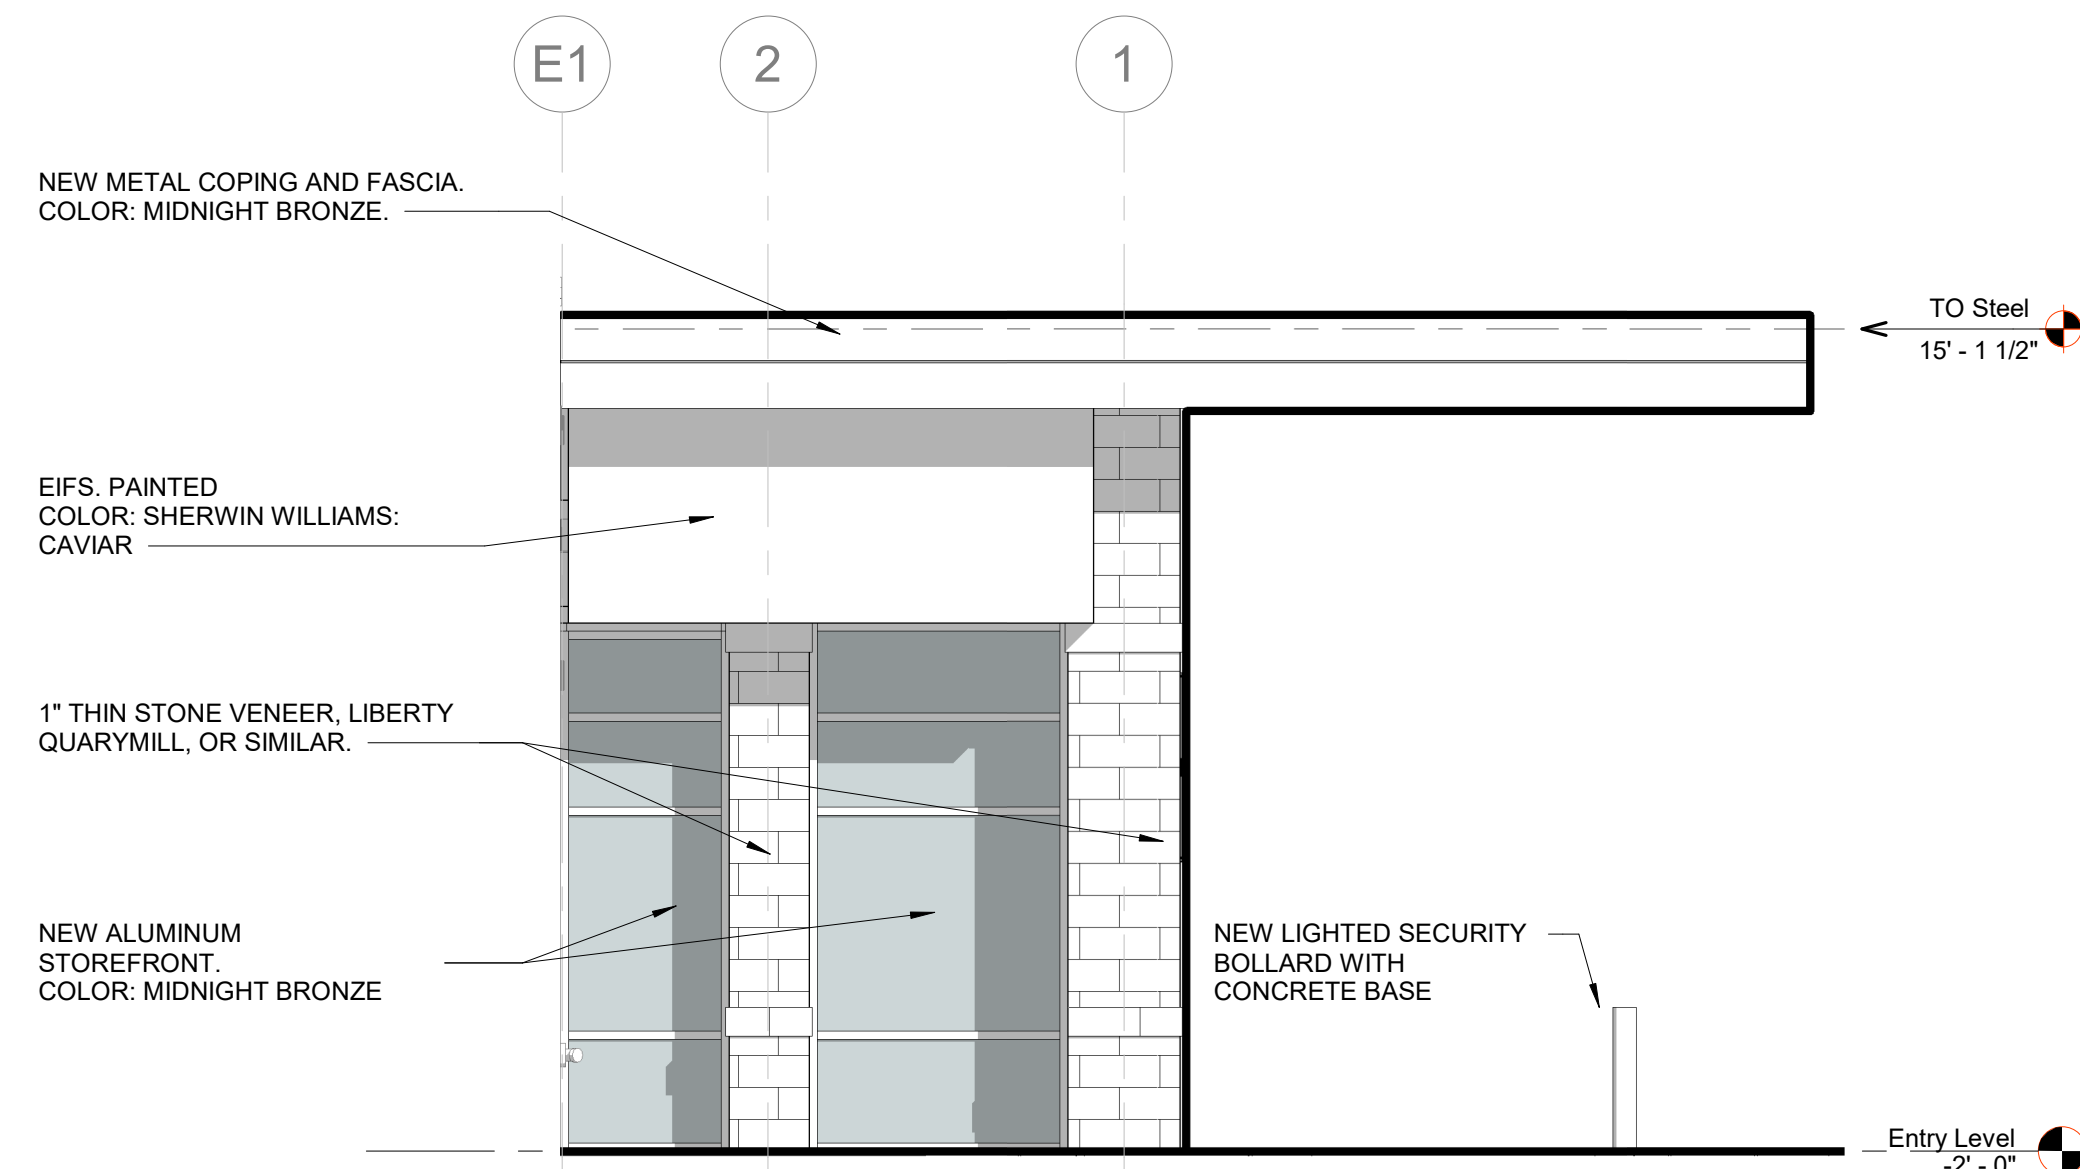 E1 2 1
NEW METAL COPING AND FASCIA.
COLOR: MIDNIGHT BRONZE.
TO Steel
15' - 1 1/2"
EIFS. PAINTED
COLOR: SHERWIN WILLIAMS:
CAVIAR
1" THIN STONE VENEER, LIBERTY
QUARYMILL, OR SIMILAR.
NEW ALUMINUM
STOREFRONT.
COLOR: MIDNIGHT BRONZE
NEW LIGHTED SECURITY
BOLLARD WITH
CONCRETE BASE
Entry Level
-2' - 0"